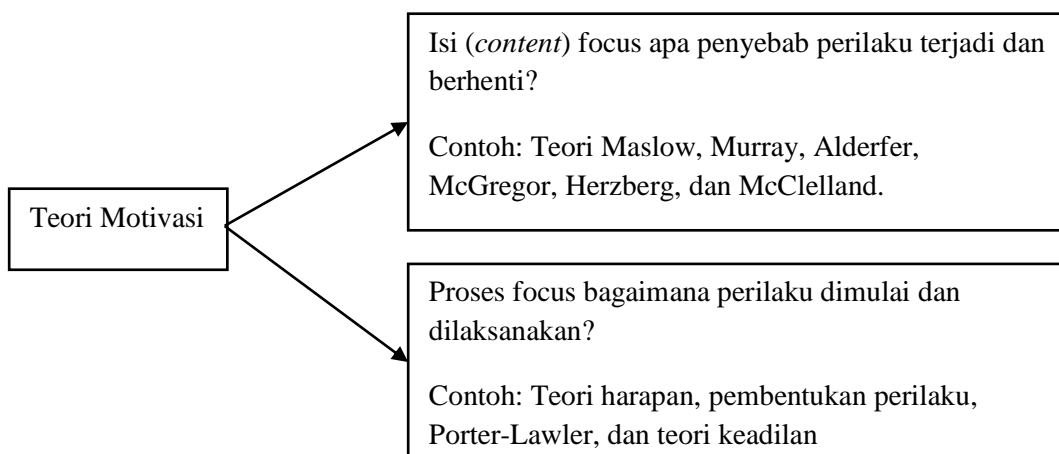 Isi (content) focus apa penyebab perilaku terjadi dan
berhenti?
Contoh: Teori Maslow, Murray, Alderfer,
McGregor, Herzberg, dan McClelland.
Teori Motivasi
Proses focus bagaimana perilaku dimulai dan
dilaksanakan?
Contoh: Teori harapan, pembentukan perilaku,
Porter-Lawler, dan teori keadilan